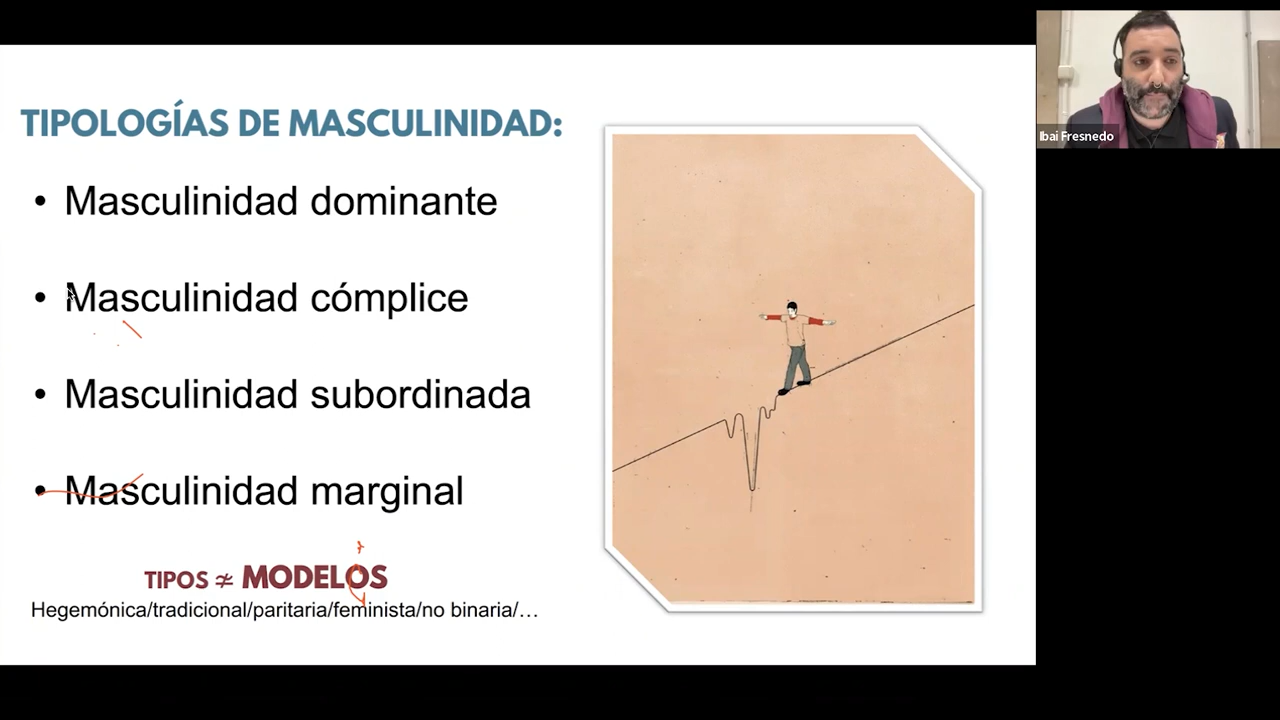 TIPOLOGÍAS DE MASCULINIDAD:
• Masculinidad dominante
• Masculinidad cómplice
• Masculinidad subordinada
• Masculinidad marginal
TIPOS ≄ MODELOS
Hegemónica/tradicional/paritaria/feminista/no binaria/…
Ibai Fresnedo